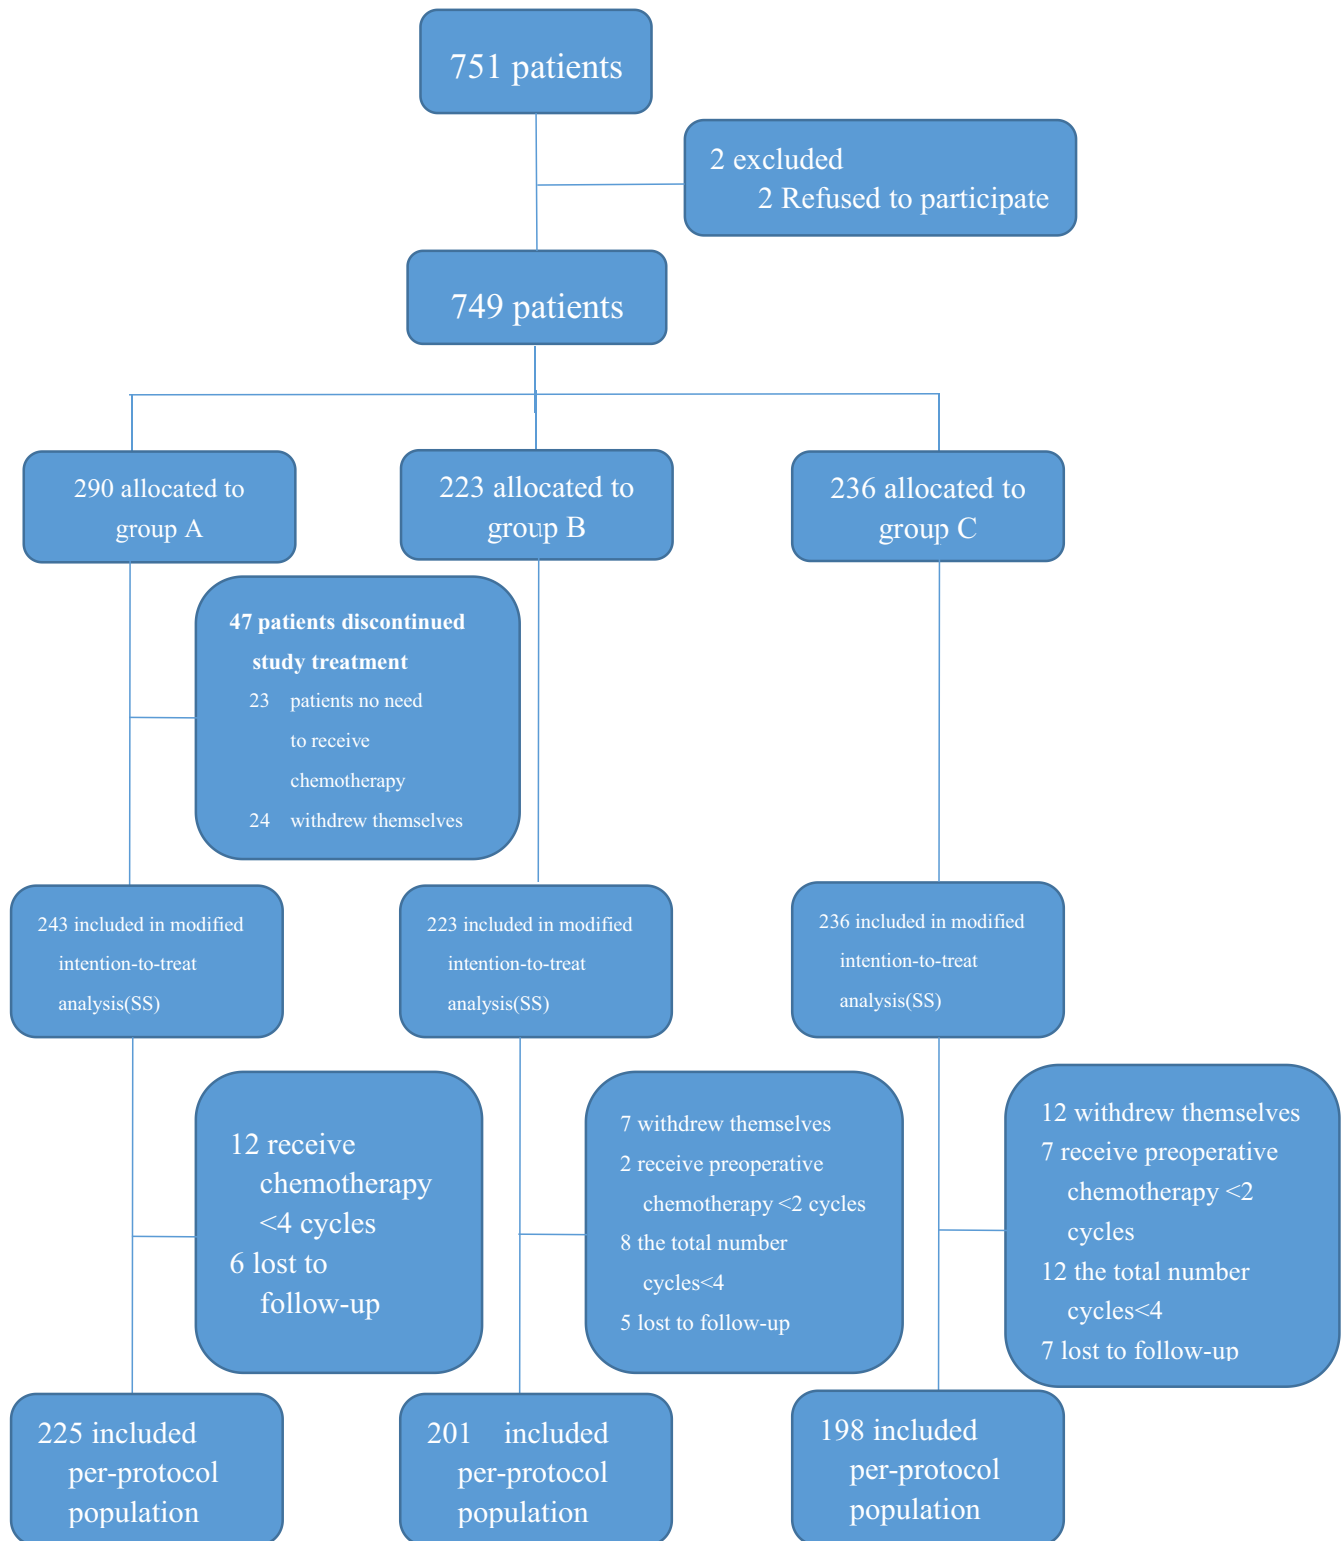 751 patients
2 excluded
2 Refused to participate
749 patients
290 allocated to
group A
223 allocated to
group B
236 allocated to
group C
47 patients discontinued
study treatment
23 patients no need
to receive
chemotherapy
24 withdrew themselves
243 included in modified
intention-to-treat
analysis(SS)
223 included in modified
intention-to-treat
analysis(SS)
236 included in modified
intention-to-treat
analysis(SS)
12 receive
chemotherapy
<4 cycles
6 lost to
follow-up
7 withdrew themselves
2 receive preoperative
chemotherapy <2 cycles
8 the total number
cycles<4
5 lost to follow-up
12 withdrew themselves
7 receive preoperative
chemotherapy <2
cycles
12 the total number
cycles<4
7 lost to follow-up
225 included
per-protocol
population
201 included
per-protocol
population
198 included
per-protocol
population